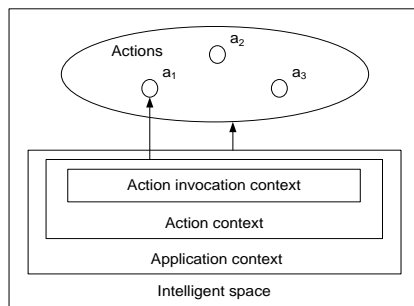 a2
Actions
a1
a3
Action invocation context
Action context
Application context
Intelligent space